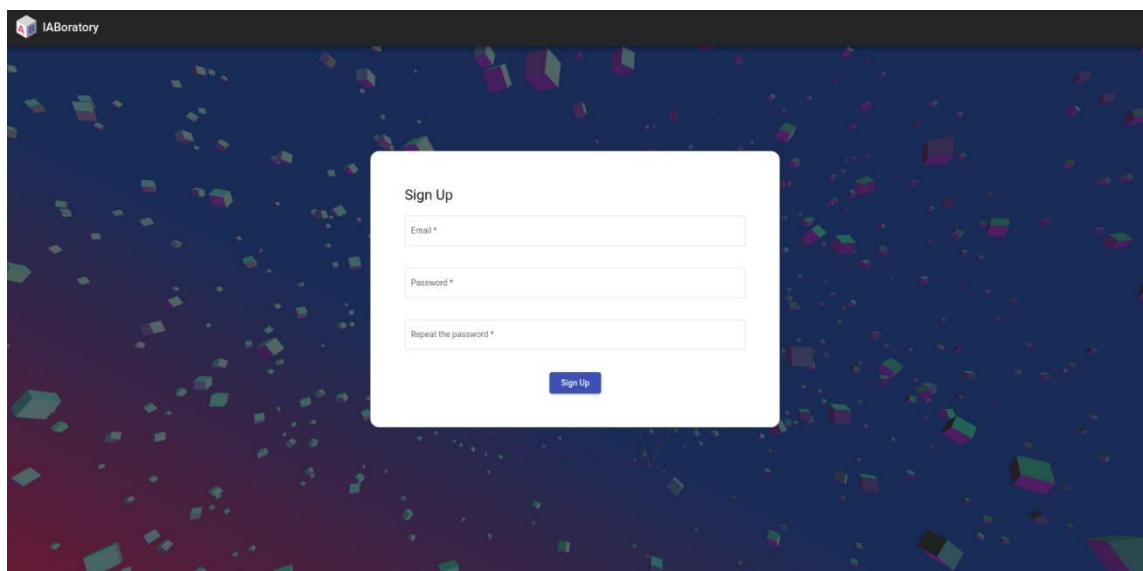 IABoratory
Sign Up
Email *
Password *
Repeat the password *
Sign Up